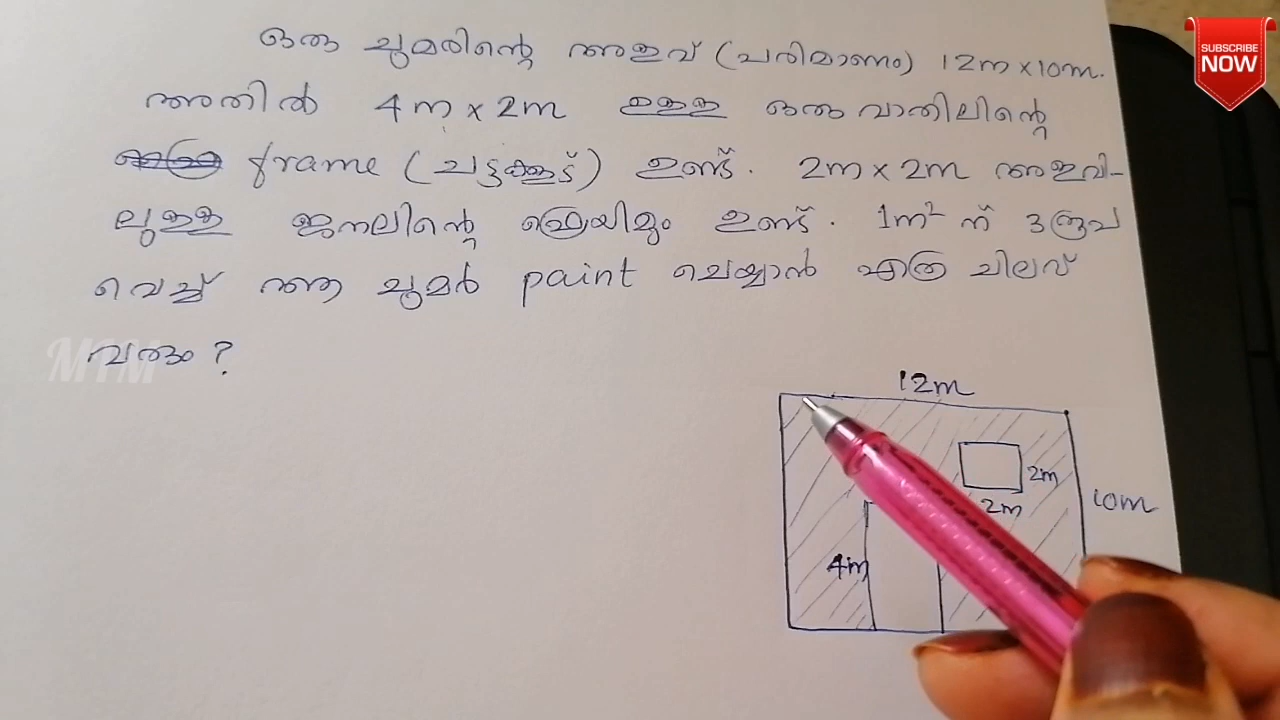 ഒരു ചുമരിന്റെ അളവ് (പരിമാണം) 12m x 10m.
അതിൽ 4m x 2m ഉള്ള ഒരു വാതിലിന്റെ
frame (ചട്ടക്കൂട്) ഉണ്ട്. 2m x 2m അളവി-
ലുള്ള ജനലിന്റെ ഫ്രെയിമും ഉണ്ട്. 1m² ന് 3 രൂപ
വെച്ച് ആ ചുമർ paint ചെയ്യാൻ എത്ര ചിലവ്
വരും?
12m
2m
2m
10m
4m
SUBSCRIBE
NOW
MTM